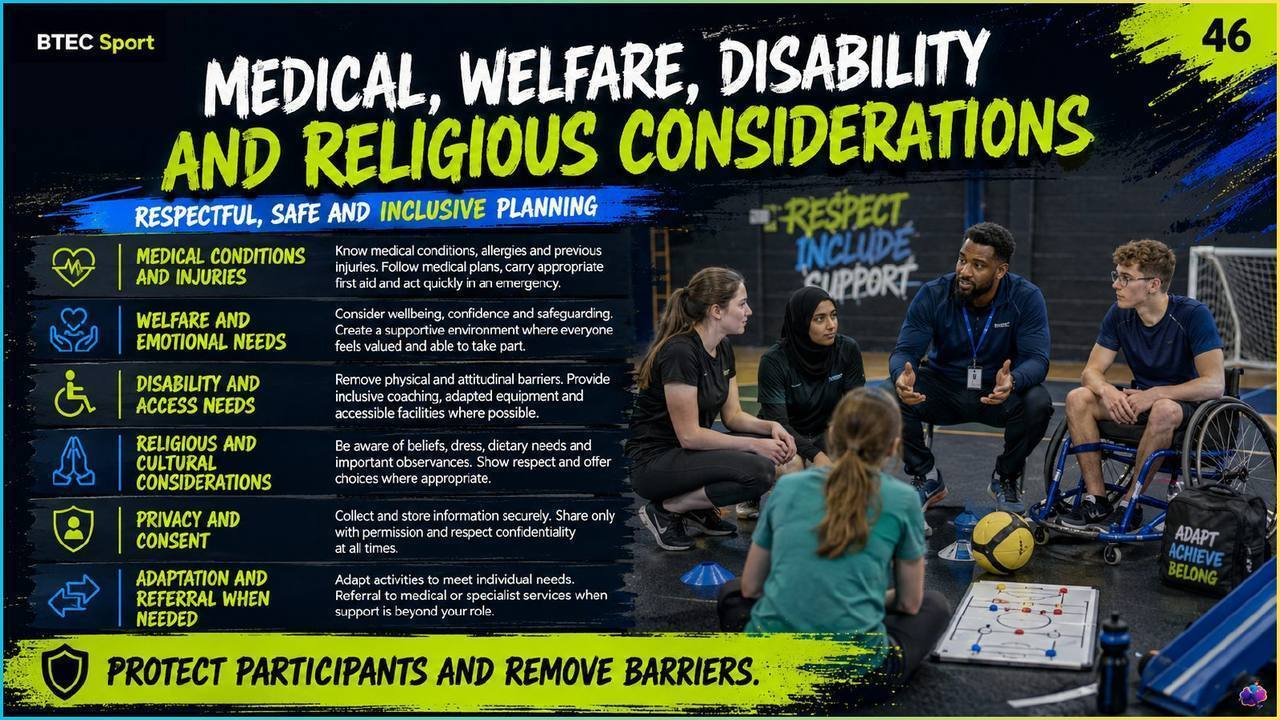 BTEC Sport
46
MEDICAL, WELFARE, DISABILITY
AND RELIGIOUS CONSIDERATIONS
RESPECTFUL, SAFE AND INCLUSIVE PLANNING
MEDICAL CONDITIONS
AND INJURIES
Know medical conditions, allergies and previous
injuries. Follow medical plans, carry appropriate
first aid and act quickly in an emergency.
WELFARE AND
EMOTIONAL NEEDS
Consider wellbeing, confidence and safeguarding.
Create a supportive environment where everyone
feels valued and able to take part.
DISABILITY AND
ACCESS NEEDS
Remove physical and attitudinal barriers. Provide
inclusive coaching, adapted equipment and
accessible facilities where possible.
RELIGIOUS AND
CULTURAL
CONSIDERATIONS
Be aware of beliefs, dress, dietary needs and
important observances. Show respect and offer
choices where appropriate.
PRIVACY AND
CONSENT
Collect and store information securely. Share only
with permission and respect confidentiality
at all times.
ADAPTATION AND
REFERRAL WHEN
NEEDED
Adapt activities to meet individual needs.
Referral to medical or specialist services when
support is beyond your role.
PROTECT PARTICIPANTS AND REMOVE BARRIERS.
RESPECT
INCLUDE
SUPPORT
ADAPT
ACHIEVE
BELONG